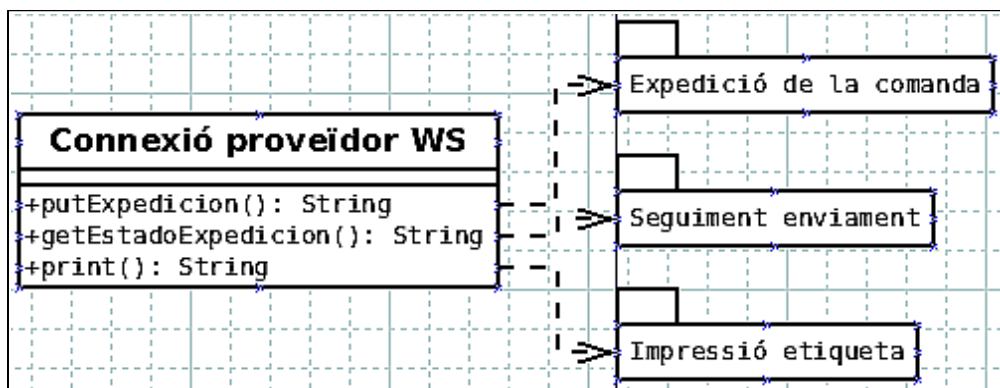 Expedició de la comanda
Connexió proveïdor WS
+putExpedicion(): String
+getEstadoExpedicion(): String
+print(): String
Seguiment enviament
Impressió etiqueta